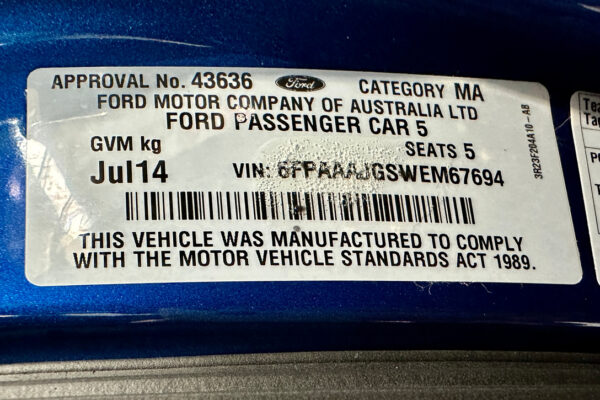 APPROVAL No. 43636 Ford CATEGORY MA
FORD MOTOR COMPANY OF AUSTRALIA LTD
FORD PASSENGER CAR 5
GVM kg SEATS 5
Jul14 VIN: 6FPAAAJGSWEM67694
THIS VEHICLE WAS MANUFACTURED TO COMPLY
WITH THE MOTOR VEHICLE STANDARDS ACT 1989.
3R23F204A10-AB